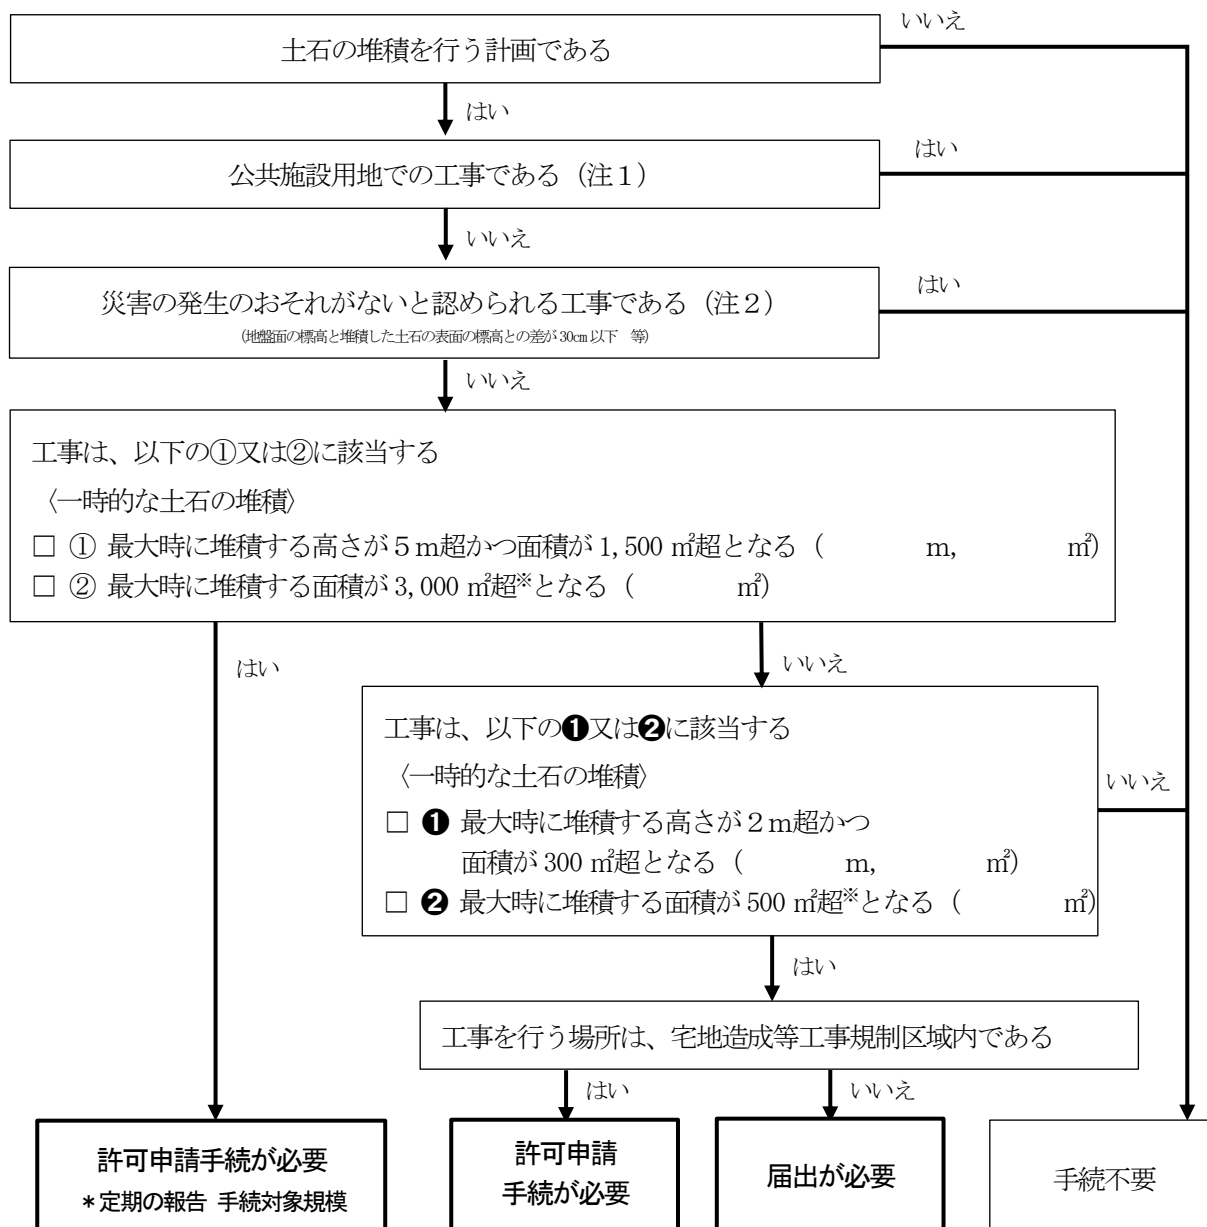 土石の堆積を行う計画である
いいえ
はい
公共施設用地での工事である（注１）
はい
いいえ
災害の発生のおそれがないと認められる工事である（注２）
（地盤面の標高と堆積した土石の表面の標高との差が30cm以下　等）
はい
いいえ
工事は、以下の①又は②に該当する
〈一時的な土石の堆積〉
□ ① 最大時に堆積する高さが５ｍ超かつ面積が1,500 ㎡超となる（　　　　ｍ,　　　　㎡）
□ ② 最大時に堆積する面積が3,000 ㎡超※となる（　　　　㎡）
はい
いいえ
工事は、以下の❶又は❷に該当する
〈一時的な土石の堆積〉
□ ❶ 最大時に堆積する高さが２ｍ超かつ
面積が300 ㎡超となる（　　　　ｍ,　　　　㎡）
□ ❷ 最大時に堆積する面積が500 ㎡超※となる（　　　　㎡）
いいえ
はい
工事を行う場所は、宅地造成等工事規制区域内である
はい
いいえ
許可申請手続が必要
＊定期の報告 手続対象規模
許可申請
手続が必要
届出が必要
手続不要